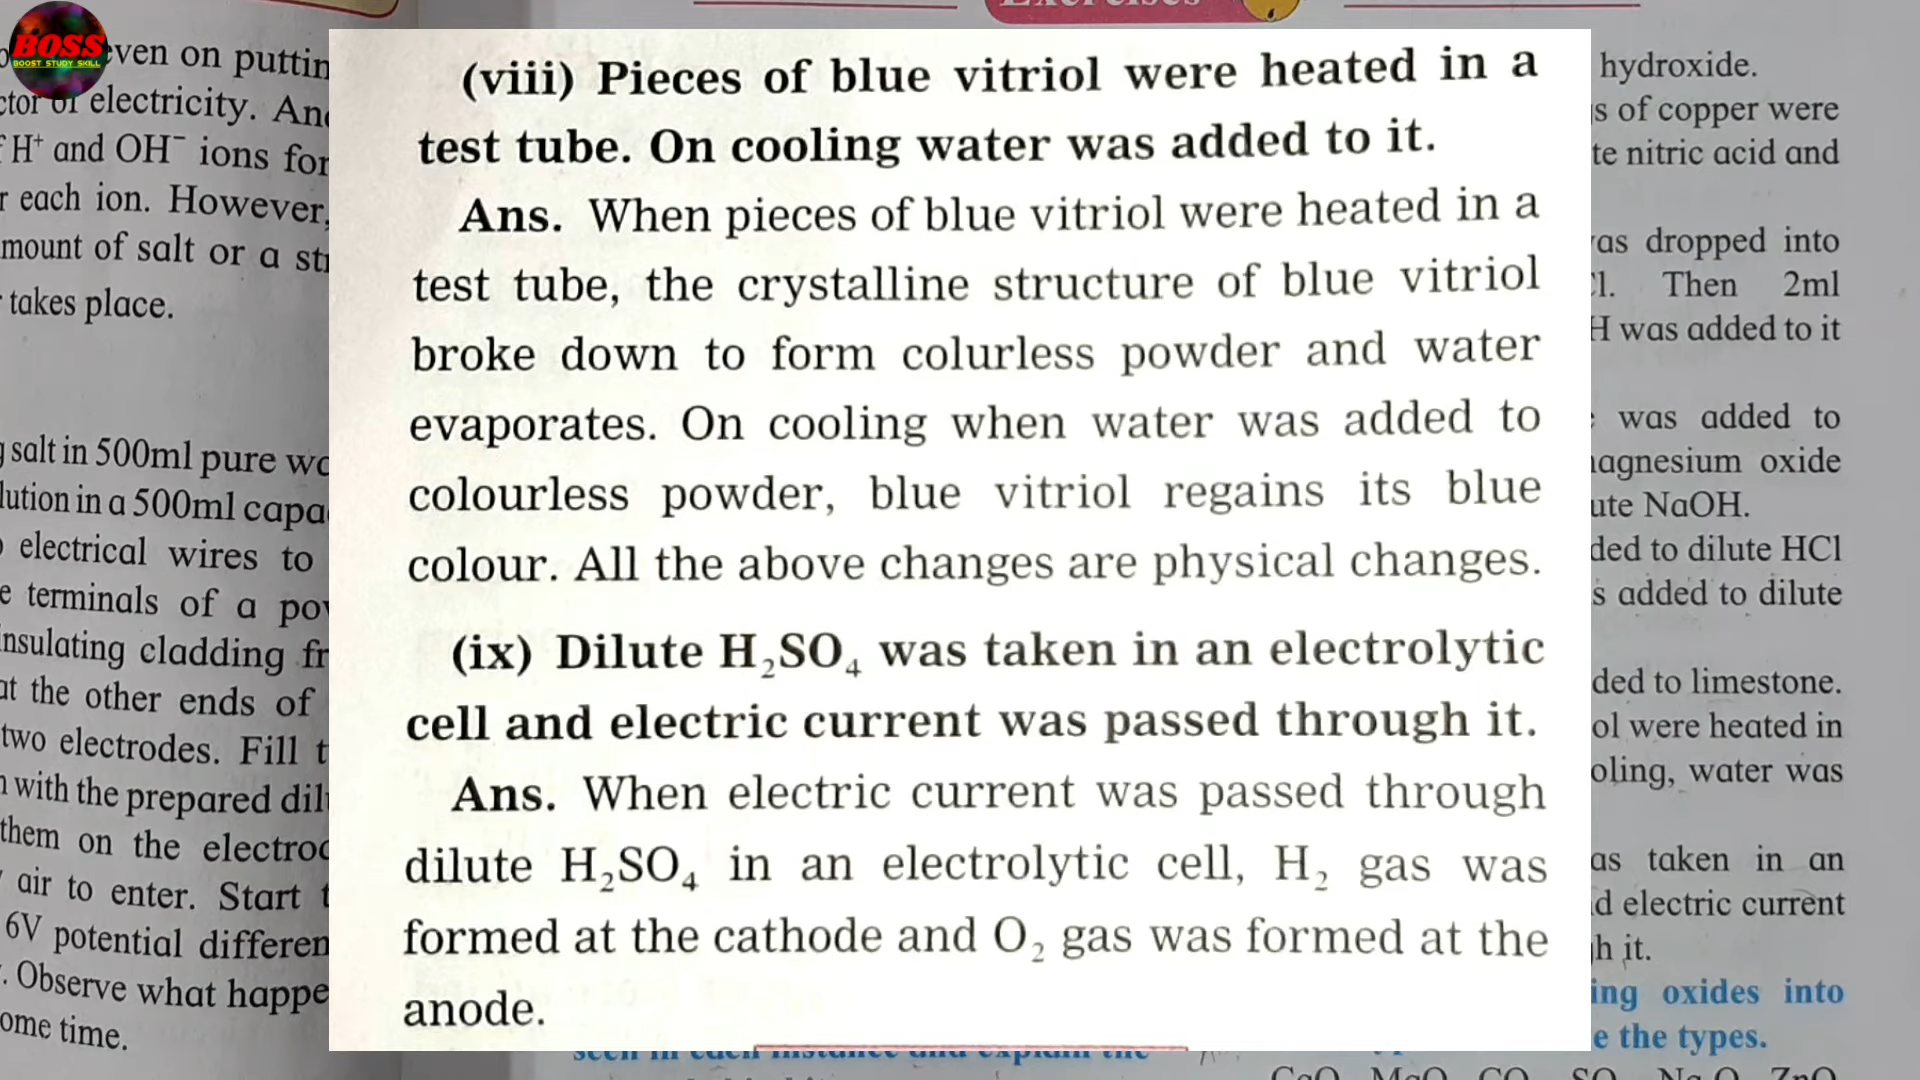 BOSS
BOOST STUDY SKILL
Exercises
even on puttin
electricity. An
H⁺ and OH⁻ ions for
each ion. However,
mount of salt or a st
takes place.
salt in 500ml pure
lution in a 500ml capa
electrical wires to
terminals of a
insulating cladding fr
at the other ends of
two electrodes. Fill t
with the prepared dil
them on the electro
air to enter. Start
6V potential differen
. Observe what happe
ome time.
(viii) Pieces of blue vitriol were heated in a
test tube. On cooling water was added to it.
Ans. When pieces of blue vitriol were heated in a
test tube, the crystalline structure of blue vitriol
broke down to form colurless powder and water
evaporates. On cooling when water was added to
colourless powder, blue vitriol regains its blue
colour. All the above changes are physical changes.
(ix) Dilute H₂SO₄ was taken in an electrolytic
cell and electric current was passed through it.
Ans. When electric current was passed through
dilute H₂SO₄ in an electrolytic cell, H₂ gas was
formed at the cathode and O₂ gas was formed at the
anode.
hydroxide.
s of copper were
te nitric acid and
as dropped into
l. Then 2ml
H was added to it
was added to
agnesium oxide
ute NaOH.
ded to dilute HCl
s added to dilute
ded to limestone.
ol were heated in
oling, water was
as taken in an
d electric current
h it.
ing oxides into
e the types.